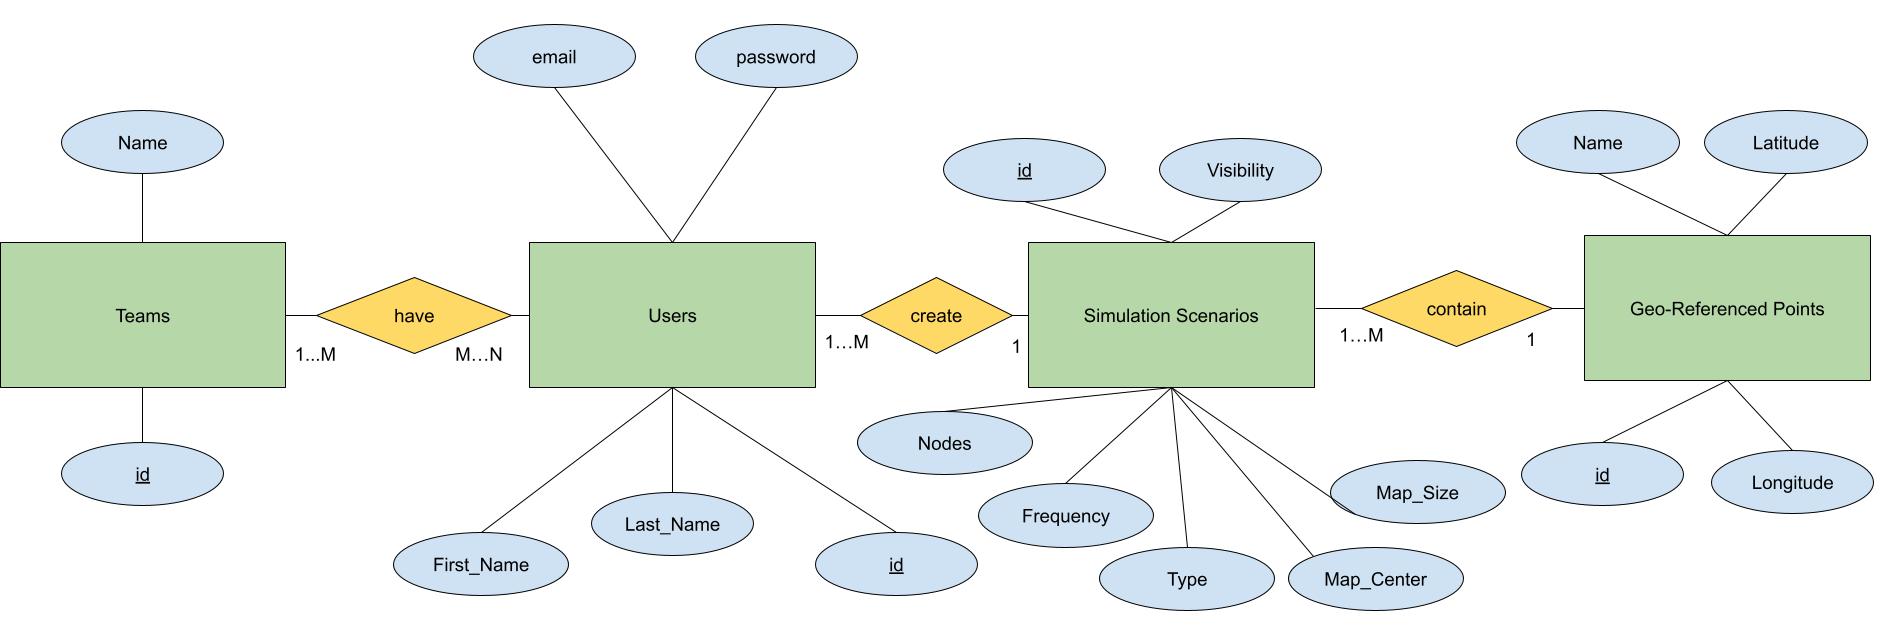 email
password
Name
id
Visibility
Name
Latitude
Teams
have
Users
create
Simulation Scenarios
contain
Geo-Referenced Points
1...M
M…N
1…M
1
1…M
1
id
First_Name
Last_Name
id
Nodes
Frequency
Type
Map_Center
Map_Size
id
Longitude